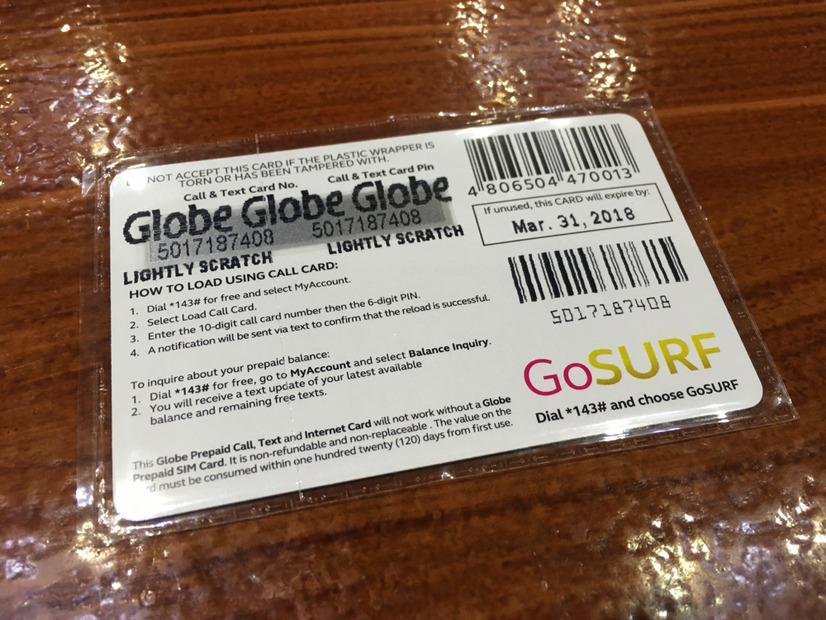 NOT ACCEPT THIS CARD IF THE PLASTIC WRAPPER IS
TORN OR HAS BEEN TAMPERED WITH.
Call & Text Card No. Call & Text Card Pin
Globe Globe Globe
5017187408 5017187408
LIGHTLY SCRATCH LIGHTLY SCRATCH
HOW TO LOAD USING CALL CARD:
1. Dial *143# for free and select MyAccount.
2. Select Load Call Card.
3. Enter the 10-digit call card number then the 6-digit PIN.
4. A notification will be sent via text to confirm that the reload is successful.
To inquire about your prepaid balance:
1. Dial *143# for free, go to MyAccount and select Balance Inquiry.
2. You will receive a text update of your latest available
balance and remaining free texts.
This Globe Prepaid Call, Text and Internet Card will not work without a Globe
Prepaid SIM Card. It is non-refundable and non-replaceable . The value on the
must be consumed within one hundred twenty (120) days from first use.
4 806504 470013
If unused, this CARD will expire by:
Mar. 31, 2018
5017187408
GoSURF
Dial *143# and choose GoSURF